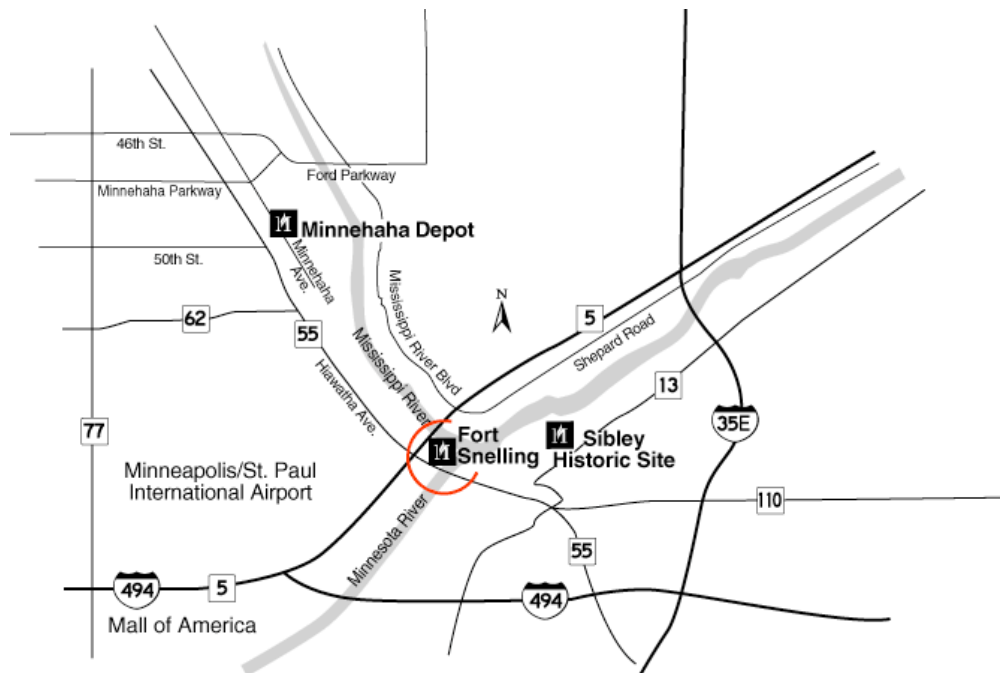 46th St.
Ford Parkway
Minnehaha Parkway
Minnehaha Depot
50th St.
Minnehaha
Ave.
Mississippi River Blvd
N
62
55
5
Shepard Road
Mississippi River
Hiawatha Ave.
13
35E
77
Fort
Snelling
Sibley
Historic Site
Minneapolis/St. Paul
International Airport
110
Minnesota River
55
494
5
494
Mall of America